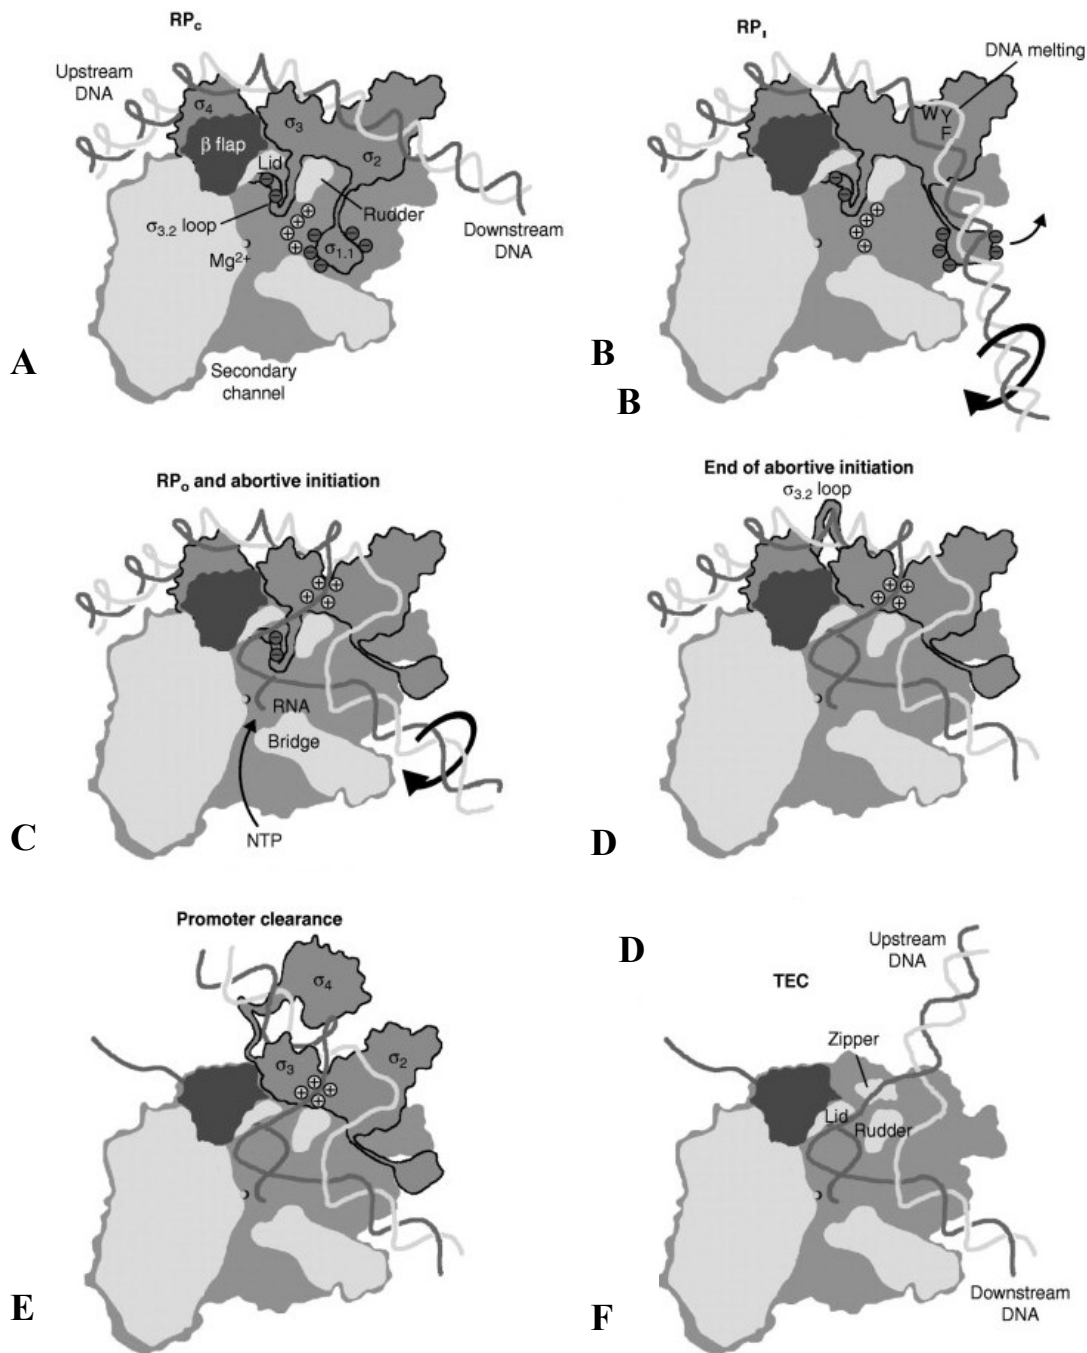 RPc
Upstream
DNA
σ4
σ3
β flap
σ2
Lid
Rudder
σ3.2 loop
Downstream
DNA
σ1.1
Mg2+
A
Secondary
channel
RPI
DNA melting
W Y
F
B
B
RPo and abortive initiation
RNA
Bridge
C
NTP
End of abortive initiation
σ3.2 loop
D
Promoter clearance
σ4
σ3
σ2
E
D
Upstream
DNA
TEC
Zipper
Lid
Rudder
Downstream
DNA
F